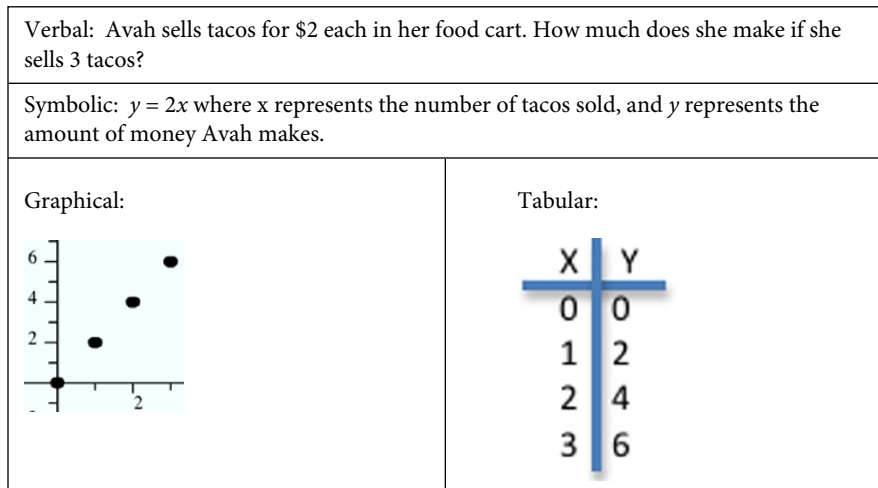 Verbal: Avah sells tacos for $2 each in her food cart. How much does she make if she
sells 3 tacos?
Symbolic: y = 2x where x represents the number of tacos sold, and y represents the
amount of money Avah makes.
Graphical:
6
4
2
2
Tabular:
X Y
0 0
1 2
2 4
3 6